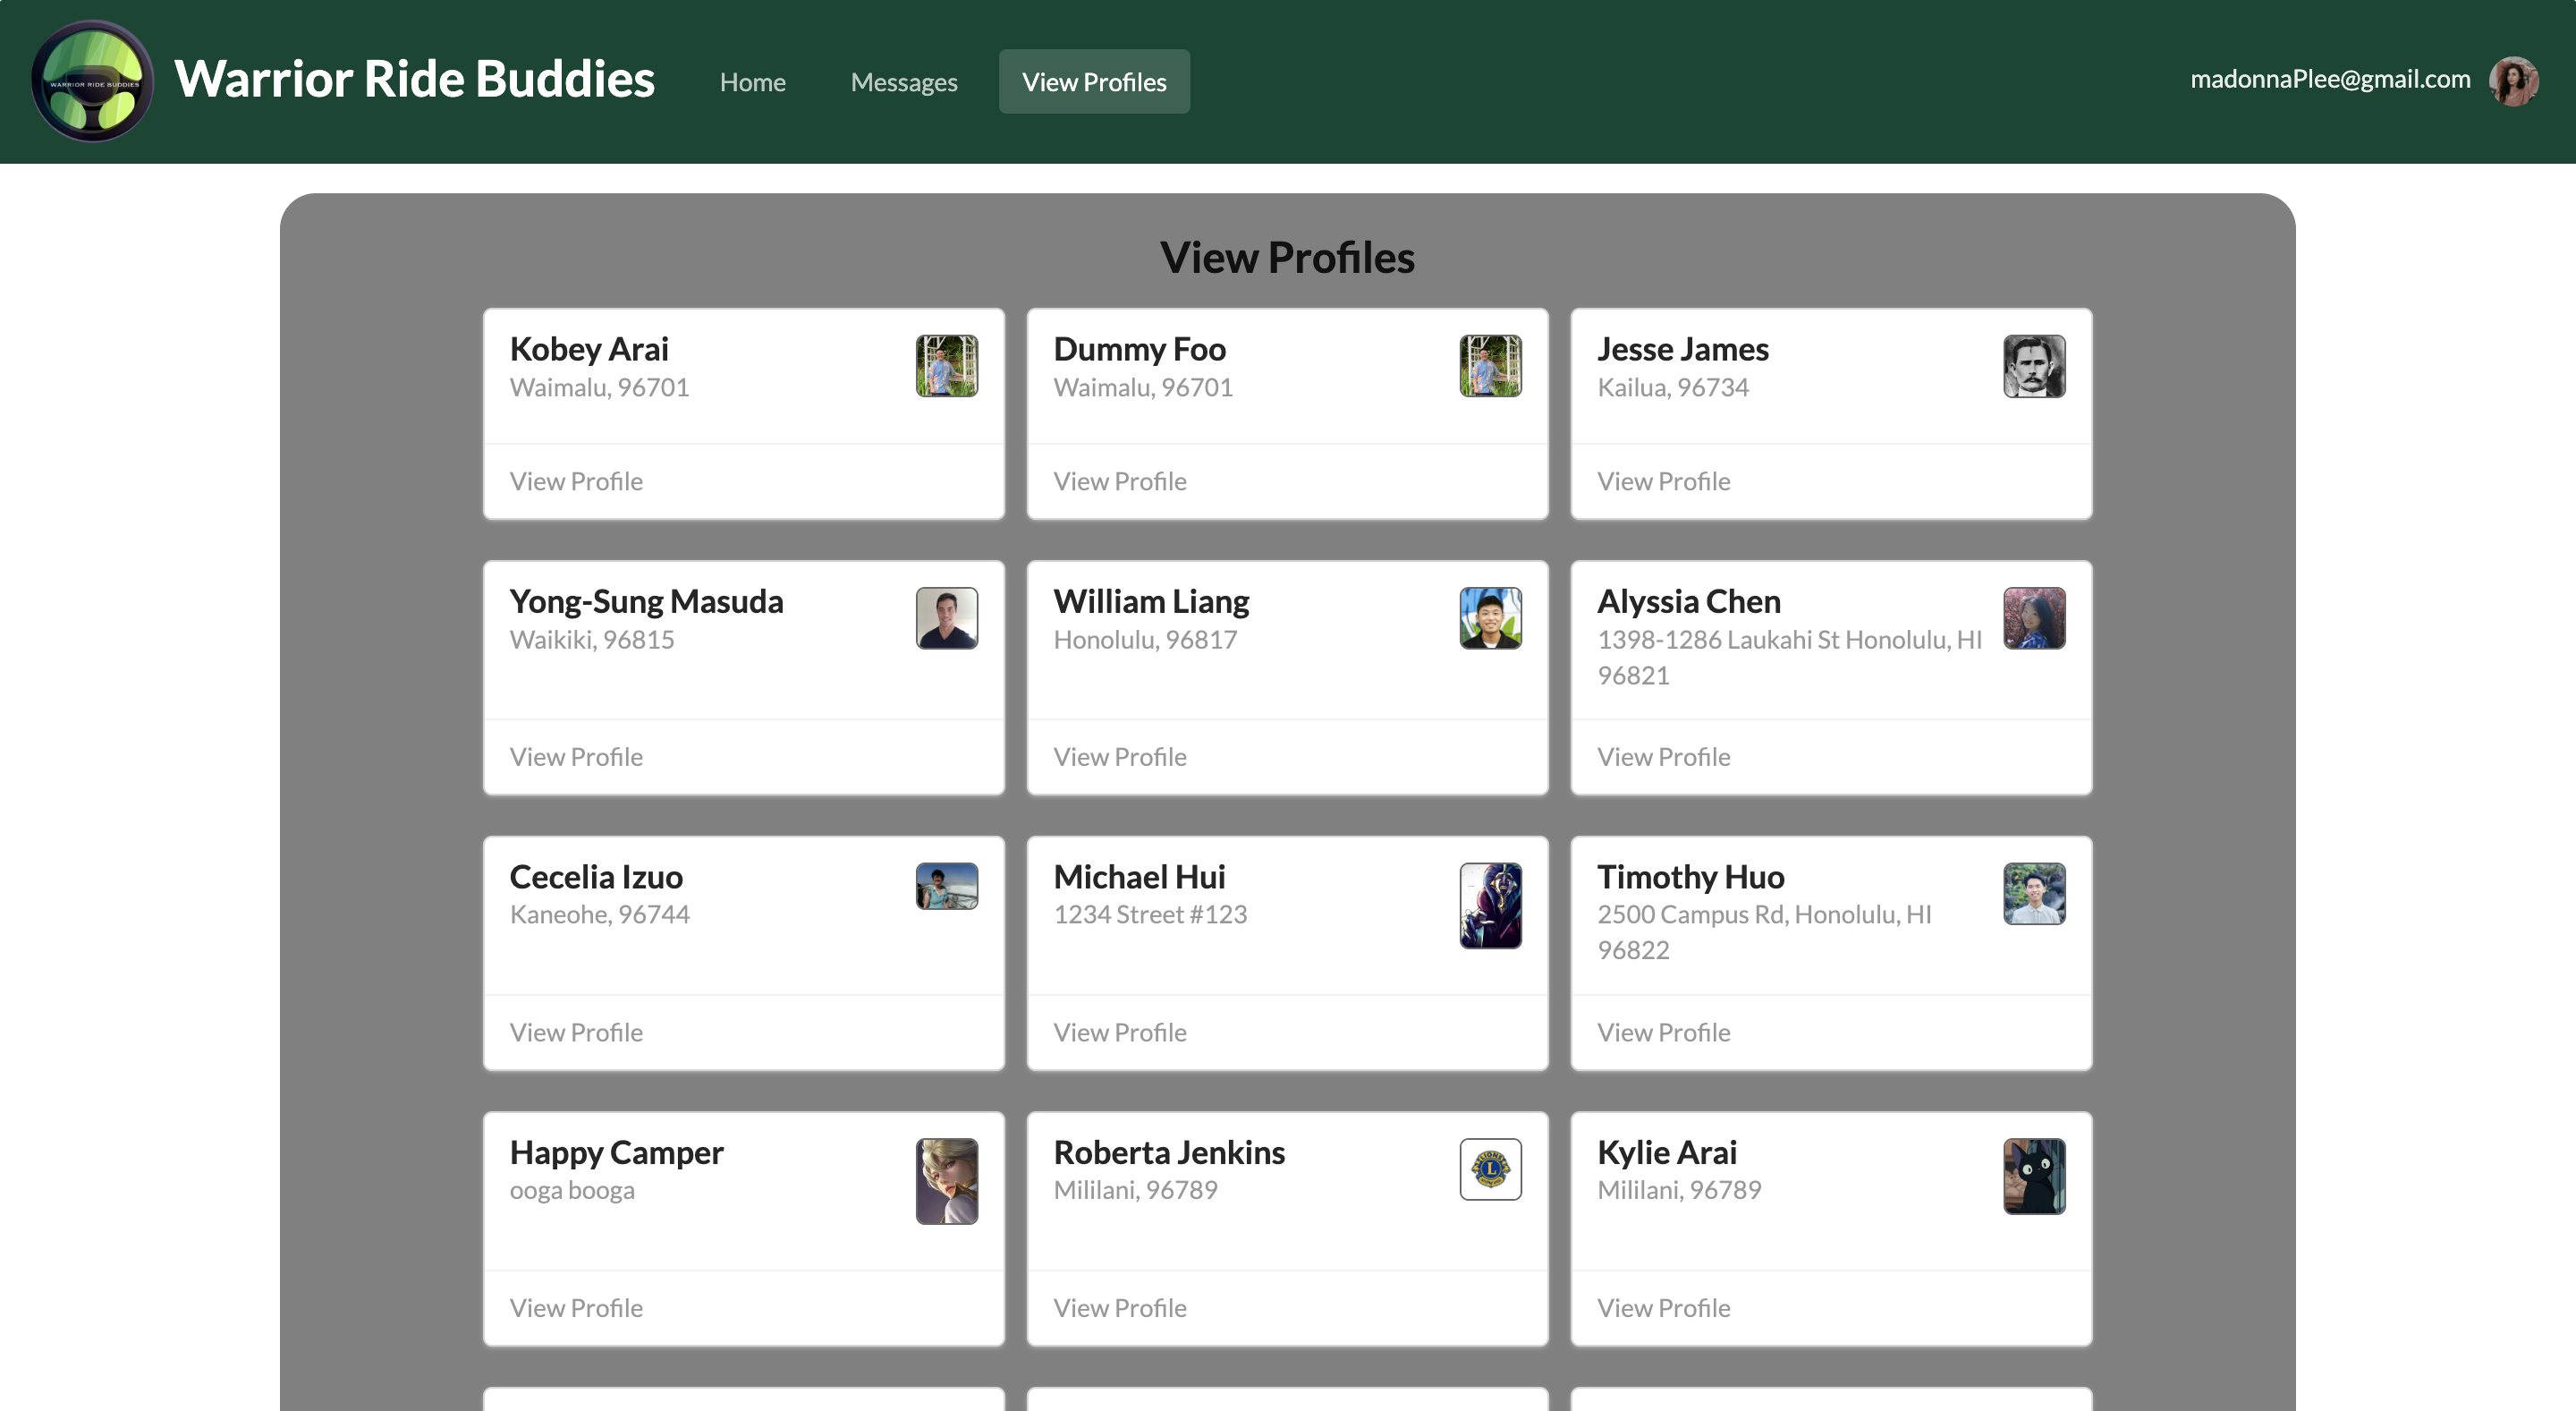 WARRIOR RIDE BUDDIES
Warrior Ride Buddies
Home
Messages
View Profiles
madonnaPlee@gmail.com
View Profiles
Kobey Arai
Waimalu, 96701
View Profile
Dummy Foo
Waimalu, 96701
View Profile
Jesse James
Kailua, 96734
View Profile
Yong-Sung Masuda
Waikiki, 96815
View Profile
William Liang
Honolulu, 96817
View Profile
Alyssia Chen
1398-1286 Laukahi St Honolulu, HI
96821
View Profile
Cecelia Izuo
Kaneohe, 96744
View Profile
Michael Hui
1234 Street #123
View Profile
Timothy Huo
2500 Campus Rd, Honolulu, HI
96822
View Profile
Happy Camper
ooga booga
View Profile
Roberta Jenkins
Mililani, 96789
LIONS
L
View Profile
Kylie Arai
Mililani, 96789
View Profile